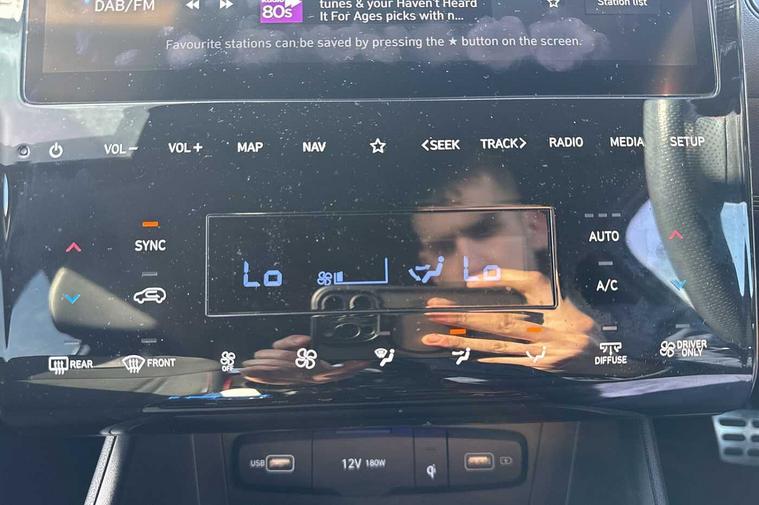 DAB/FM
80s
tunes & your Haven't Heard
It For Ages picks with n...
Station list
Favourite stations can be saved by pressing the ★ button on the screen.
VOL− VOL+ MAP NAV ☆ <SEEK TRACK> RADIO MEDIA SETUP
SYNC
AUTO
Lo Lo
A/C
REAR FRONT OFF DIFFUSE DRIVER
ONLY
USB 12V 180W